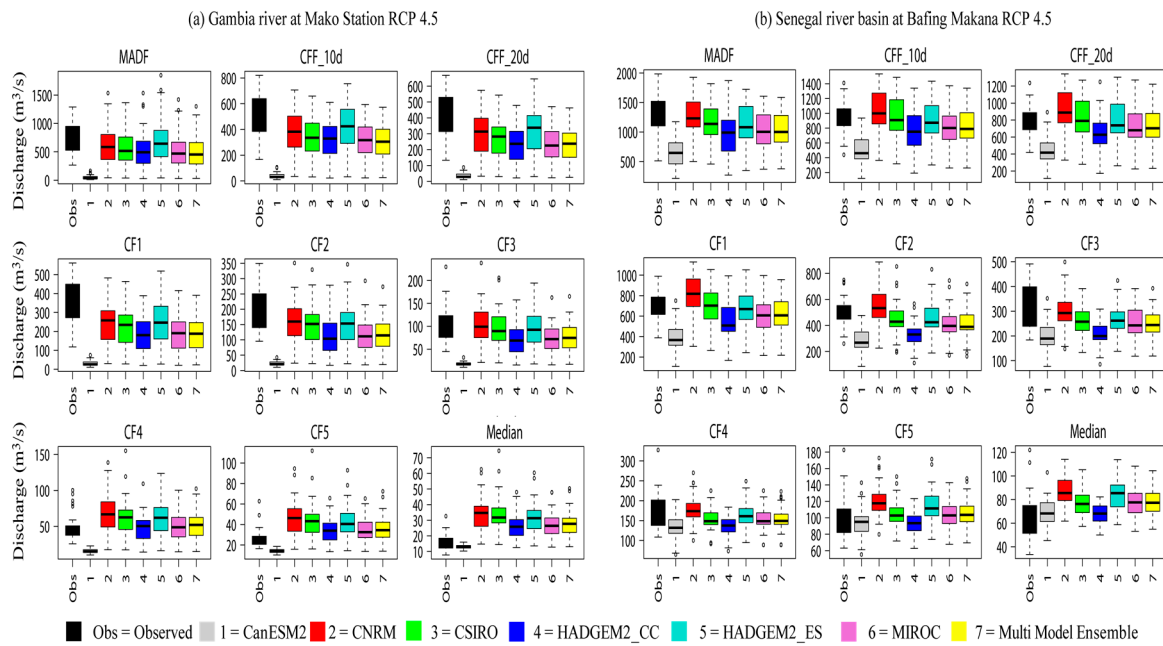 (a) Gambia river at Mako Station RCP 4.5
(b) Senegal river basin at Bafing Makana RCP 4.5
MADF
CFF_10d
CFF_20d
MADF
CFF_10d
CFF_20d
Discharge (m³/s)
0 500 1000 1500
0 200 400 600 800
0 100 200 300 400 500 600
500 1000 1500 2000
200 400 600 800 1000 1200 1400
200 400 600 800 1000 1200
Obs 1 2 3 4 5 6 7
Obs 1 2 3 4 5 6 7
Obs 1 2 3 4 5 6 7
Obs 1 2 3 4 5 6 7
Obs 1 2 3 4 5 6 7
Obs 1 2 3 4 5 6 7
CF1
CF2
CF3
CF1
CF2
CF3
Discharge (m³/s)
0 100 200 300 400 500
0 50 100 150 200 250 300 350
0 50 100 150 200
200 400 600 800 1000
200 400 600 800
100 200 300 400 500
Obs 1 2 3 4 5 6 7
Obs 1 2 3 4 5 6 7
Obs 1 2 3 4 5 6 7
Obs 1 2 3 4 5 6 7
Obs 1 2 3 4 5 6 7
Obs 1 2 3 4 5 6 7
CF4
CF5
Median
CF4
CF5
Median
Discharge (m³/s)
50 100 150
20 40 60 80 100
10 20 30 40 50 60 70
100 150 200 250 300
60 80 100 120 140 160 180
40 60 80 100 120
Obs 1 2 3 4 5 6 7
Obs 1 2 3 4 5 6 7
Obs 1 2 3 4 5 6 7
Obs 1 2 3 4 5 6 7
Obs 1 2 3 4 5 6 7
Obs 1 2 3 4 5 6 7
Obs = Observed 1 = CanESM2 2 = CNRM 3 = CSIRO 4 = HADGEM2_CC 5 = HADGEM2_ES 6 = MIROC 7 = Multi Model Ensemble